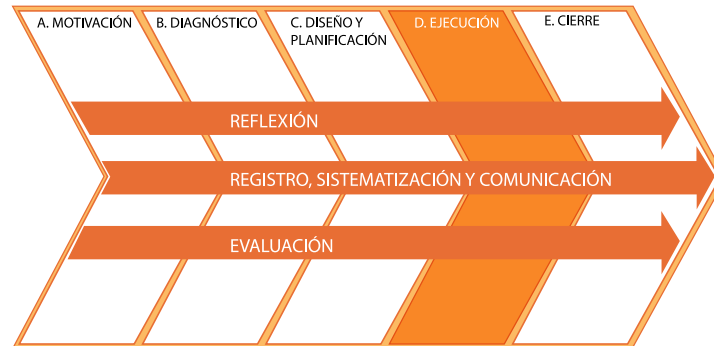 A. MOTIVACIÓN
B. DIAGNÓSTICO
C. DISEÑO Y
PLANIFICACIÓN
D. EJECUCIÓN
E. CIERRE
REFLEXIÓN
REGISTRO, SISTEMATIZACIÓN Y COMUNICACIÓN
EVALUACIÓN